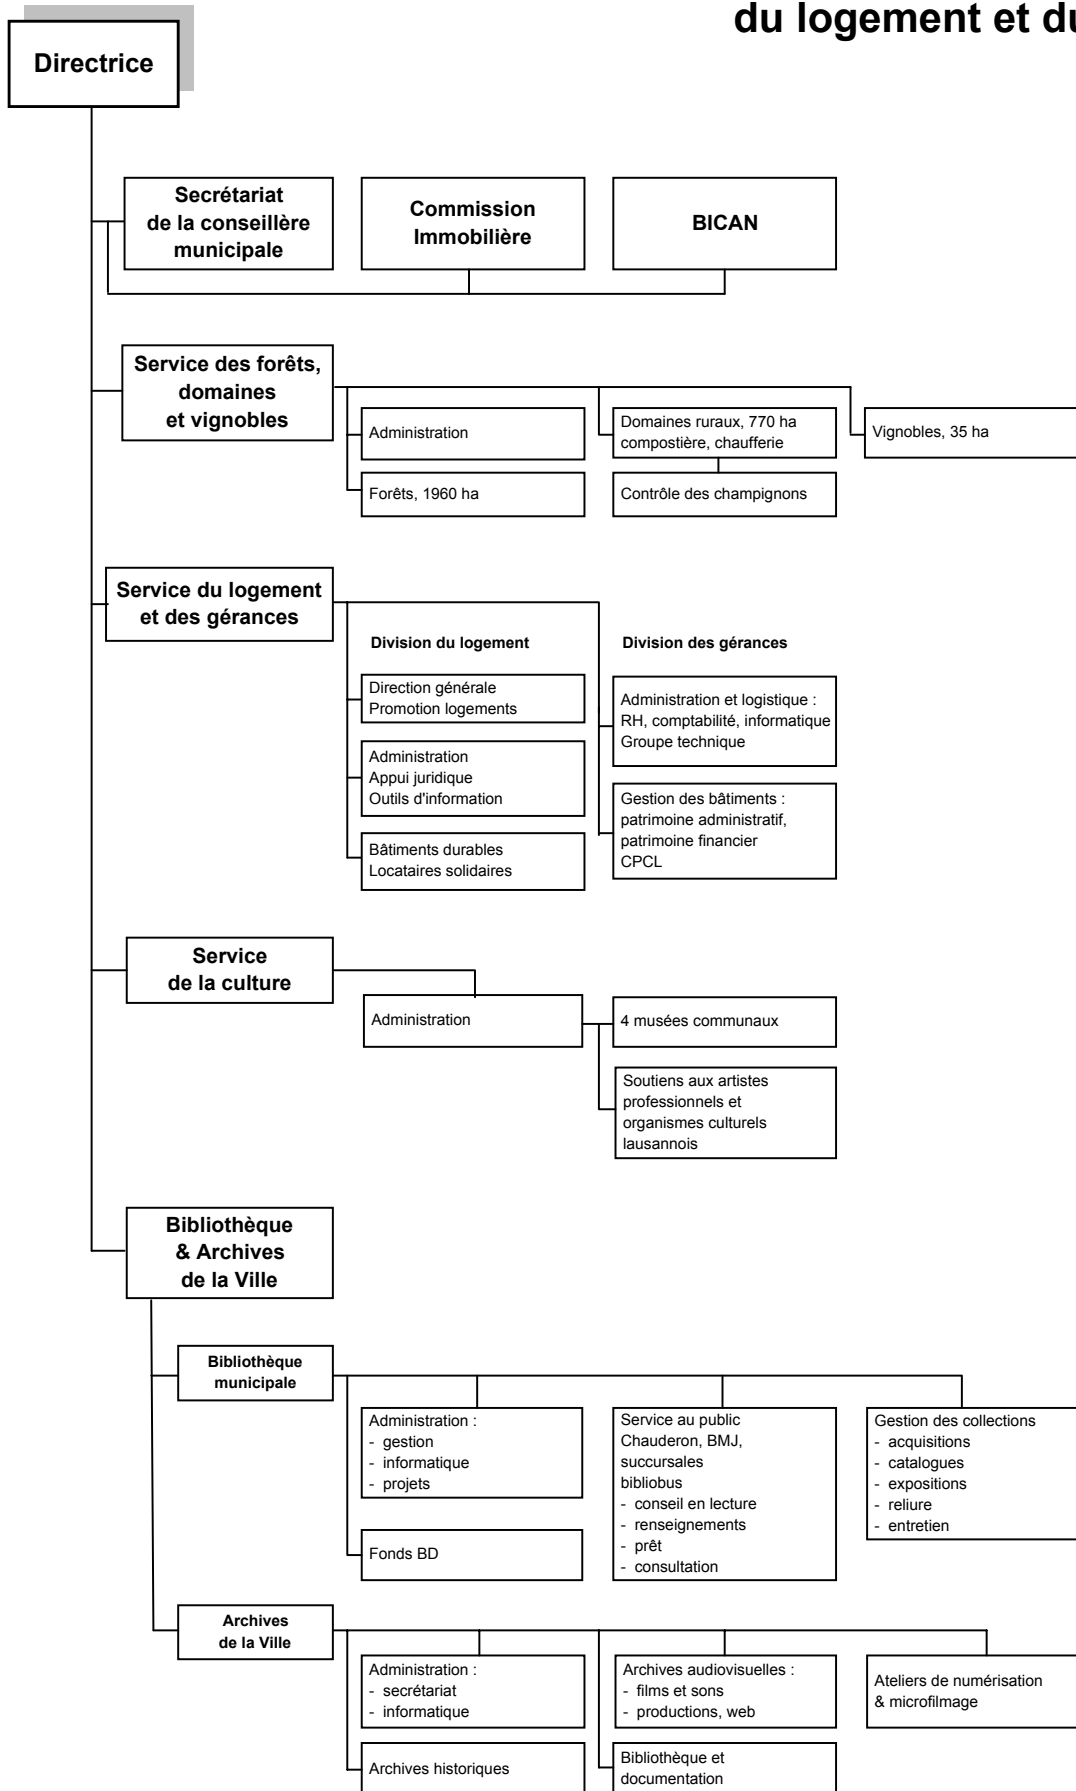 du logement et du
Directrice
Secrétariat
de la conseillère
municipale
Commission
Immobilière
BICAN
Service des forêts,
domaines
et vignobles
Administration
Domaines ruraux, 770 ha
compostière, chaufferie
Vignobles, 35 ha
Forêts, 1960 ha
Contrôle des champignons
Service du logement
et des gérances
Division du logement
Direction générale
Promotion logements
Administration
Appui juridique
Outils d'information
Bâtiments durables
Locataires solidaires
Division des gérances
Administration et logistique :
RH, comptabilité, informatique
Groupe technique
Gestion des bâtiments :
patrimoine administratif,
patrimoine financier
CPCL
Service
de la culture
Administration
4 musées communaux
Soutiens aux artistes
professionnels et
organismes culturels
lausannois
Bibliothèque
& Archives
de la Ville
Bibliothèque
municipale
Administration :
- gestion
- informatique
- projets
Fonds BD
Service au public
Chauderon, BMJ,
succursales
bibliobus
- conseil en lecture
- renseignements
- prêt
- consultation
Gestion des collections
- acquisitions
- catalogues
- expositions
- reliure
- entretien
Archives
de la Ville
Administration :
- secrétariat
- informatique
Archives historiques
Archives audiovisuelles :
- films et sons
- productions, web
Bibliothèque et
documentation
Ateliers de numérisation
& microfilmage